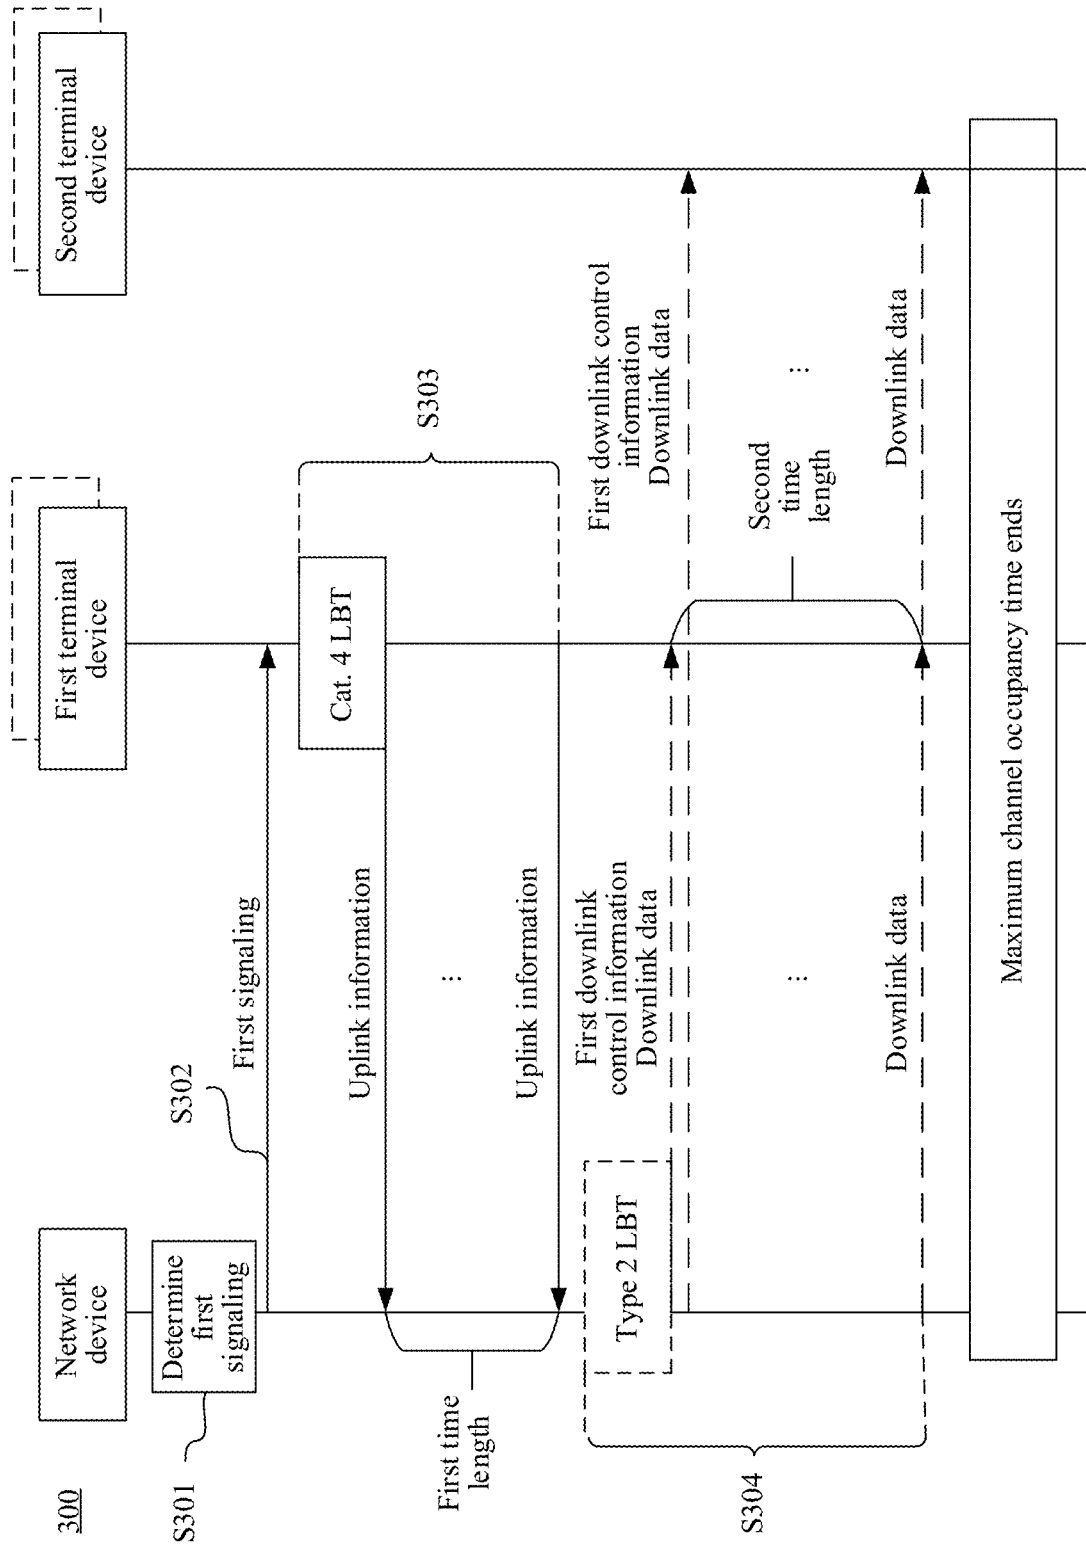 300
Network
device
First terminal
device
Second terminal
device
S301
Determine
first
signaling
S302
First signaling
Cat. 4 LBT
S303
Uplink information
...
Uplink information
First time
length
S304
Type 2 LBT
First downlink
control information
Downlink data
First downlink control
information
Downlink data
...
Second
time
length
...
Downlink data
Downlink data
Maximum channel occupancy time ends